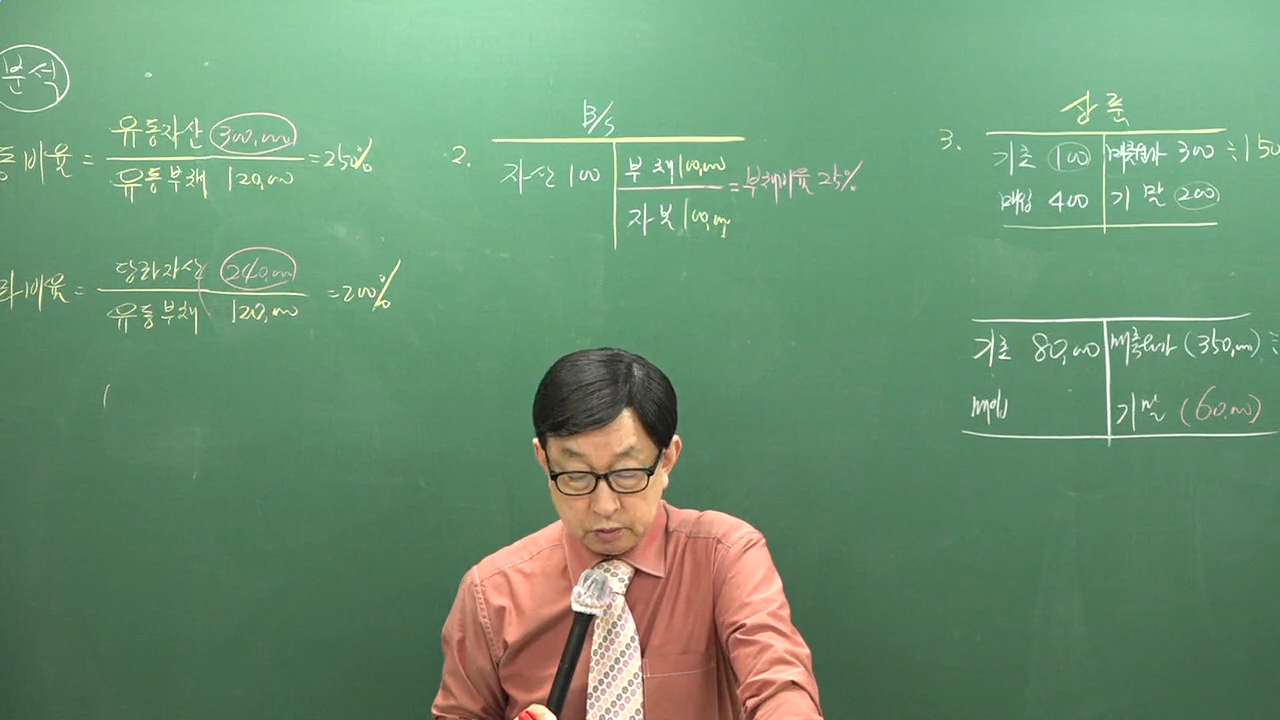 분석
동비율 = 유동자산 300,000 = 250%
유동부채 120,000
좌비율 = 당좌자산 240,000 = 200%
유동부채 120,000
2. B/S
자산 100 부채 100,000 = 부채비율 25%
자본 100,000
3. 상품
기초 100 매출원가 300 ÷ 150
매입 400 기말 200
기초 80,000 매출원가 (350,000) ÷
매입 기말 (60,000)